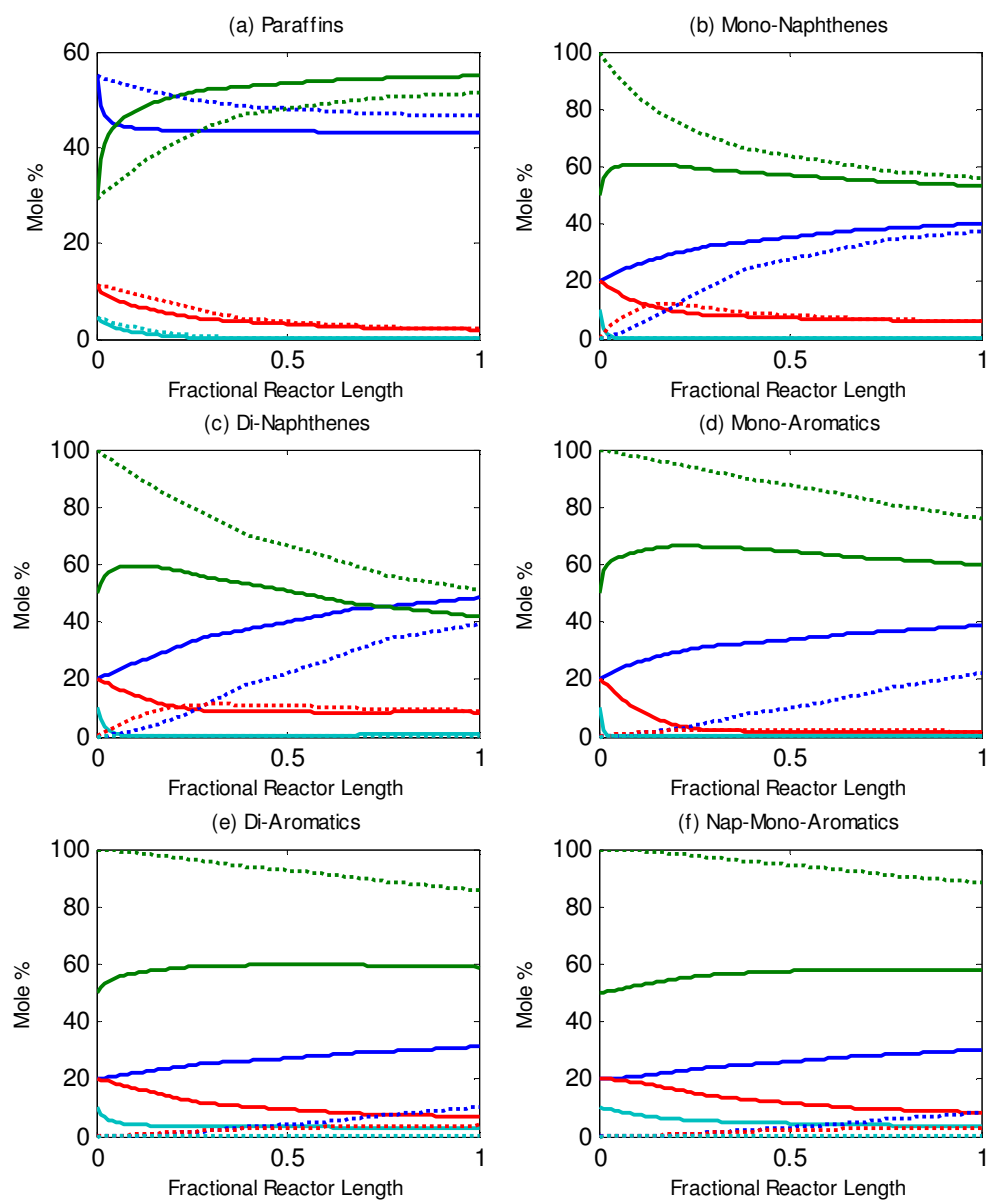 (a) Paraffins
60
40
20
0
Mole %
0
0.5
1
Fractional Reactor Length
(b) Mono-Naphthenes
100
80
60
40
20
0
Mole %
0
0.5
1
Fractional Reactor Length
(c) Di-Naphthenes
100
80
60
40
20
0
Mole %
0
0.5
1
Fractional Reactor Length
(d) Mono-Aromatics
100
80
60
40
20
0
Mole %
0
0.5
1
Fractional Reactor Length
(e) Di-Aromatics
100
80
60
40
20
0
Mole %
0
0.5
1
Fractional Reactor Length
(f) Nap-Mono-Aromatics
100
80
60
40
20
0
Mole %
0
0.5
1
Fractional Reactor Length